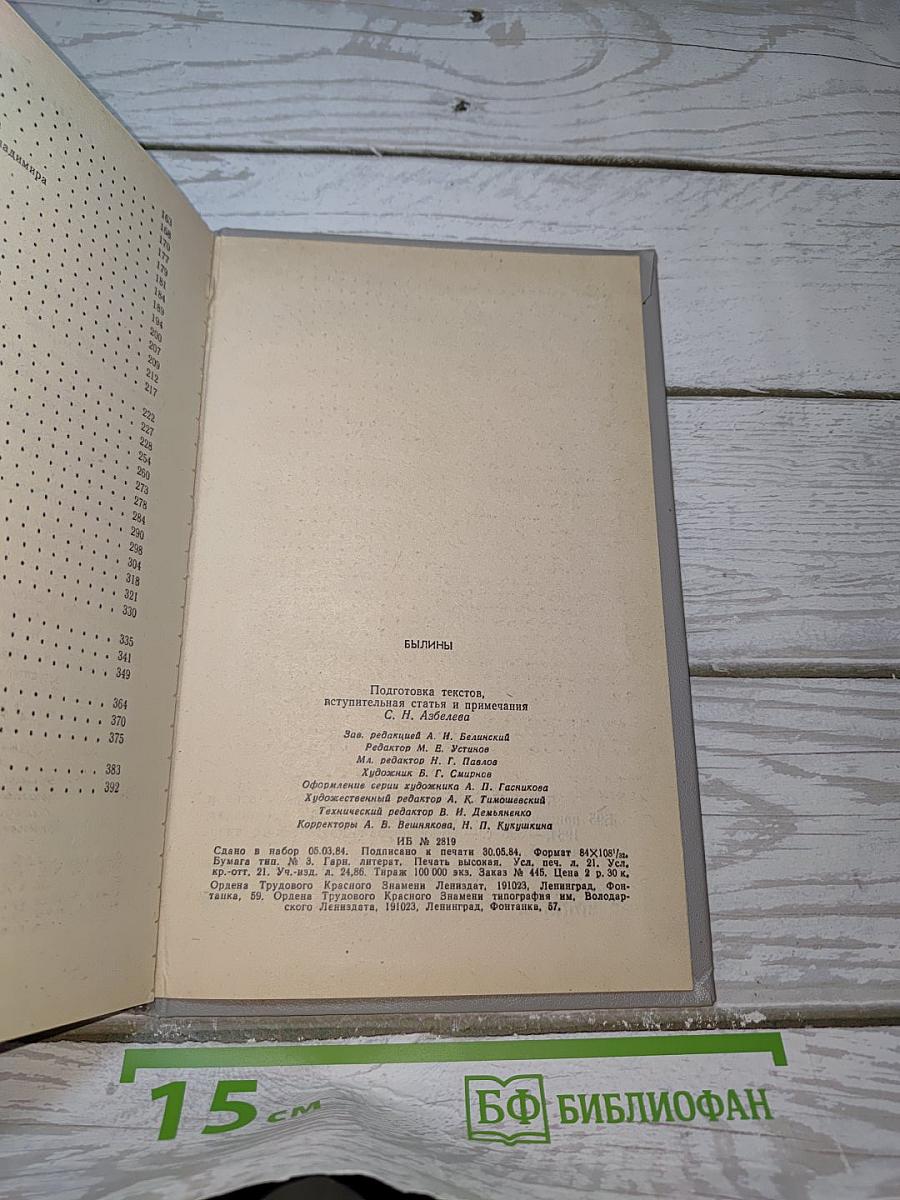 163
168
170
177
179
181
184
189
194
200
207
209
212
217
222
227
228
254
260
273
278
284
290
298
304
318
321
330
335
341
349
364
370
375
383
392
БЫЛИНЫ
Подготовка текстов,
вступительная статья и примечания
С. Н. Азбелева
Зав. редакцией А. И. Белинский
Редактор М. Е. Устинов
Мл. редактор Н. Г. Павлов
Художник Б. Г. Смирнов
Оформление серии художника А. П. Гасникова
Художественный редактор А. К. Тимошевский
Технический редактор В. И. Демьяненко
Корректоры А. В. Вешнякова, Н. П. Кукушкина
ИБ № 2819
Сдано в набор 05.03.84. Подписано к печати 30.05.84. Формат 84×108¹/₃₂.
Бумага тип. № 3. Гарн. литерат. Печать высокая. Усл. печ. л. 21. Усл.
кр.-отт. 21. Уч.-изд. л. 24,86. Тираж 100 000 экз. Заказ № 445. Цена 2 р. 30 к.
Ордена Трудового Красного Знамени Лениздат, 191023, Ленинград, Фон-
танка, 59. Ордена Трудового Красного Знамени типография им. Володар-
ского Лениздата, 191023, Ленинград, Фонтанка, 57.
15 см
БФ БИБЛИОФАН